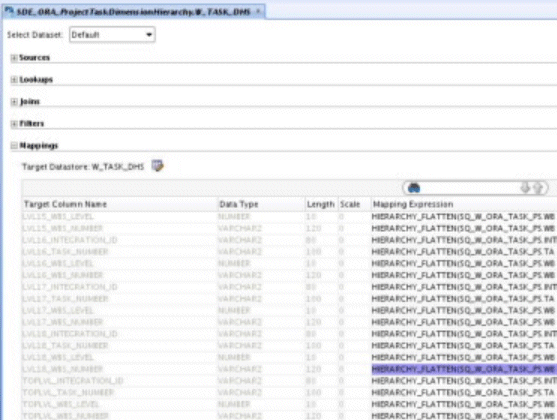 SDE_ORA_ProjectTaskDimensionHierarchy.W_TASK_DHS
Select Dataset: Default
Sources
Lookups
Joins
Filters
Mappings
Target Datastore: W_TASK_DHS
Target Column Name Data Type Length Scale Mapping Expression
LVL15_WBS_LEVEL NUMBER 10 0 HIERARCHY_FLATTEN(SQ_W_ORA_TASK_PS.WB
LVL15_WBS_NUMBER VARCHAR2 120 0 HIERARCHY_FLATTEN(SQ_W_ORA_TASK_PS.WB
LVL16_INTEGRATION_ID VARCHAR2 80 0 HIERARCHY_FLATTEN(SQ_W_ORA_TASK_PS.INT
LVL16_TASK_NUMBER VARCHAR2 100 0 HIERARCHY_FLATTEN(SQ_W_ORA_TASK_PS.TA
LVL16_WBS_LEVEL NUMBER 10 0 HIERARCHY_FLATTEN(SQ_W_ORA_TASK_PS.WB
LVL16_WBS_NUMBER VARCHAR2 120 0 HIERARCHY_FLATTEN(SQ_W_ORA_TASK_PS.WB
LVL17_INTEGRATION_ID VARCHAR2 80 0 HIERARCHY_FLATTEN(SQ_W_ORA_TASK_PS.INT
LVL17_TASK_NUMBER VARCHAR2 100 0 HIERARCHY_FLATTEN(SQ_W_ORA_TASK_PS.TA
LVL17_WBS_LEVEL NUMBER 10 0 HIERARCHY_FLATTEN(SQ_W_ORA_TASK_PS.WB
LVL17_WBS_NUMBER VARCHAR2 120 0 HIERARCHY_FLATTEN(SQ_W_ORA_TASK_PS.WB
LVL18_INTEGRATION_ID VARCHAR2 80 0 HIERARCHY_FLATTEN(SQ_W_ORA_TASK_PS.INT
LVL18_TASK_NUMBER VARCHAR2 100 0 HIERARCHY_FLATTEN(SQ_W_ORA_TASK_PS.TA
LVL18_WBS_LEVEL NUMBER 10 0 HIERARCHY_FLATTEN(SQ_W_ORA_TASK_PS.WB
LVL18_WBS_NUMBER VARCHAR2 120 0 HIERARCHY_FLATTEN(SQ_W_ORA_TASK_PS.WB
TOPLVL_INTEGRATION_ID VARCHAR2 80 0 HIERARCHY_FLATTEN(SQ_W_ORA_TASK_PS.INT
TOPLVL_TASK_NUMBER VARCHAR2 100 0 HIERARCHY_FLATTEN(SQ_W_ORA_TASK_PS.TA
TOPLVL_WBS_LEVEL NUMBER 10 0 HIERARCHY_FLATTEN(SQ_W_ORA_TASK_PS.WB
TOPLVL_WBS_NUMBER VARCHAR2 120 0 HIERARCHY_FLATTEN(SQ_W_ORA_TASK_PS.WB